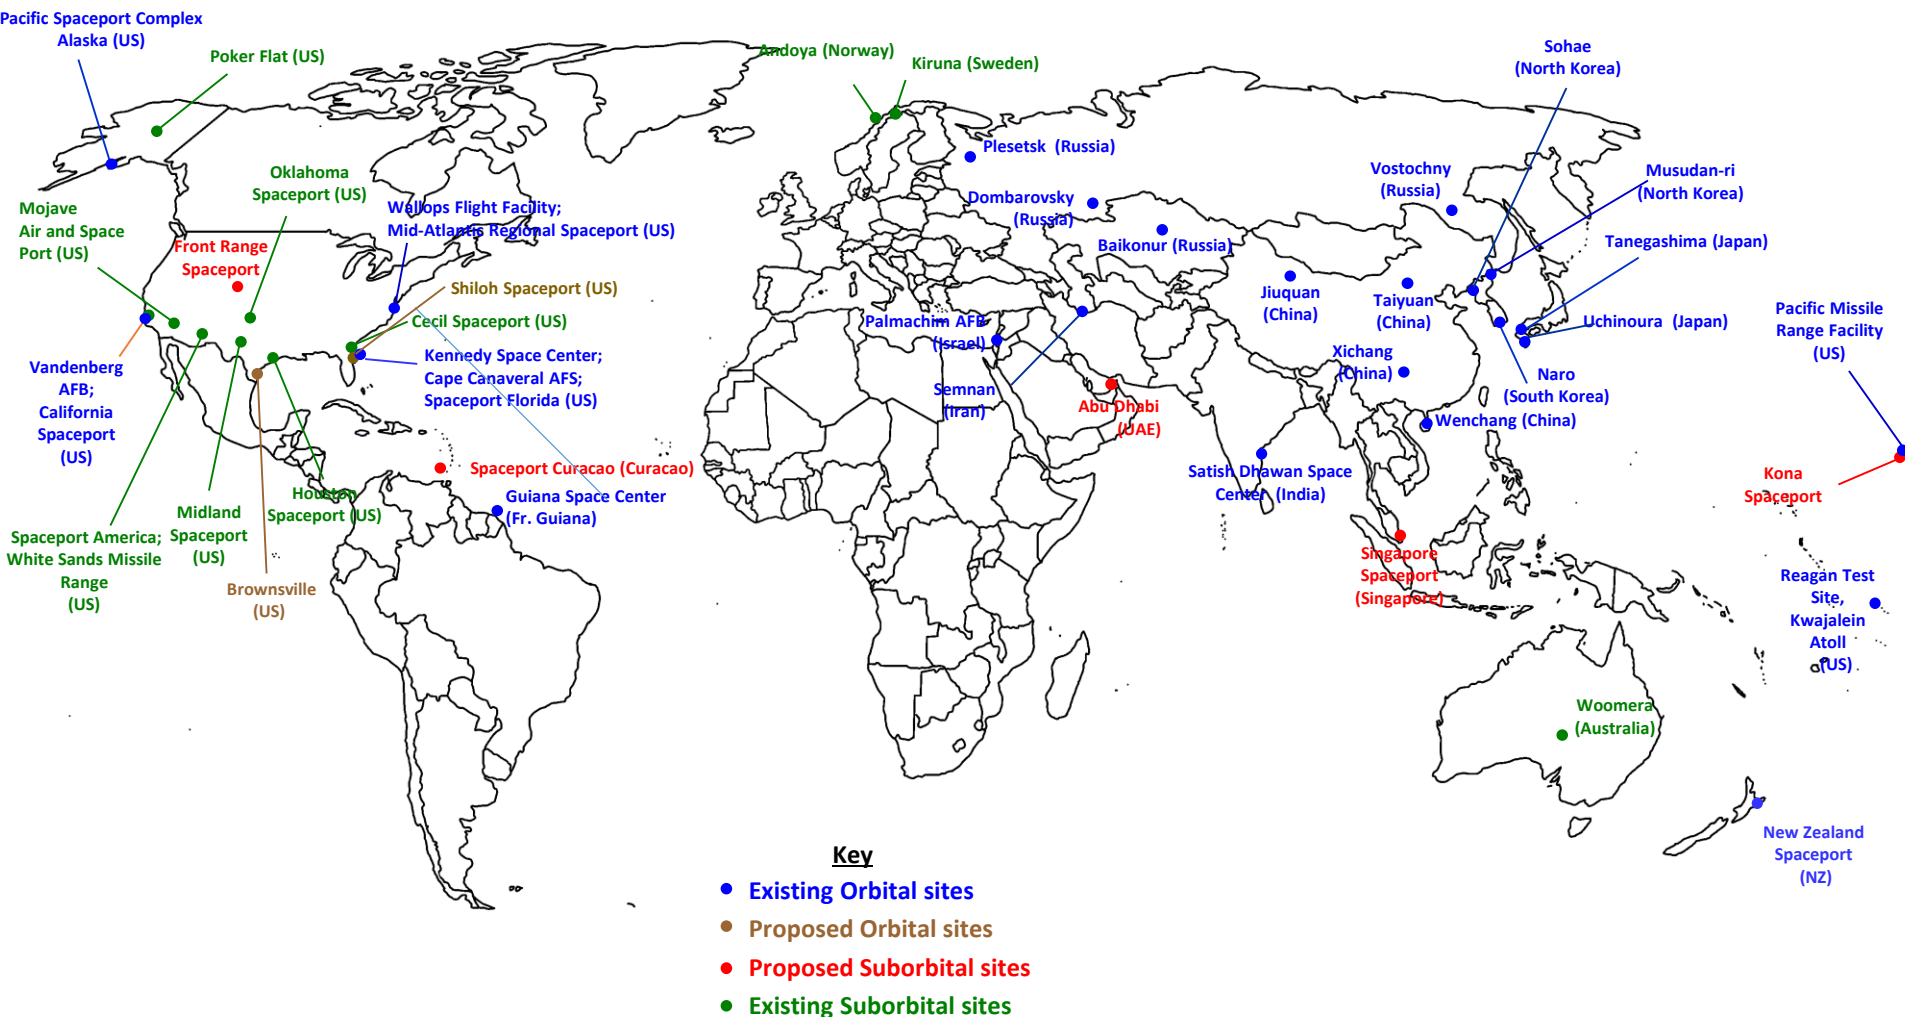 Pacific Spaceport Complex
Alaska (US)
Poker Flat (US)
Andoya (Norway)
Kiruna (Sweden)
Sohae
(North Korea)
Plesetsk  (Russia)
Vostochny
(Russia)
Musudan-ri
(North Korea)
Oklahoma
Spaceport (US)
Mojave
Air and Space
Port (US)
Wallops Flight Facility;
Mid-Atlantis Regional Spaceport (US)
Dombarovsky
(Russia)
Baikonur (Russia)
Tanegashima (Japan)
Front Range
Spaceport
Shiloh Spaceport (US)
Cecil Spaceport (US)
Jiuquan
(China)
Taiyuan
(China)
Palmachim AFB
(Israel)
Uchinoura  (Japan)
Pacific Missile
Range Facility
(US)
Vandenberg
AFB;
California
Spaceport
(US)
Kennedy Space Center;
Cape Canaveral AFS;
Spaceport Florida (US)
Xichang
(China)
Naro
(South Korea)
Semnan
(Iran)
Abu Dhabi
(UAE)
Wenchang (China)
Spaceport Curacao (Curacao)
Satish Dhawan Space
Center  (India)
Kona
Spaceport
Houston
Spaceport (US)
Guiana Space Center
(Fr. Guiana)
Midland
Spaceport
(US)
Spaceport America;
White Sands Missile
Range
(US)
Brownsville
(US)
Singapore
Spaceport
(Singapore)
Reagan Test
Site,
Kwajalein
Atoll
(US)
Woomera
(Australia)
New Zealand
Spaceport
(NZ)
Key
Existing Orbital sites
Proposed Orbital sites
Proposed Suborbital sites
Existing Suborbital sites